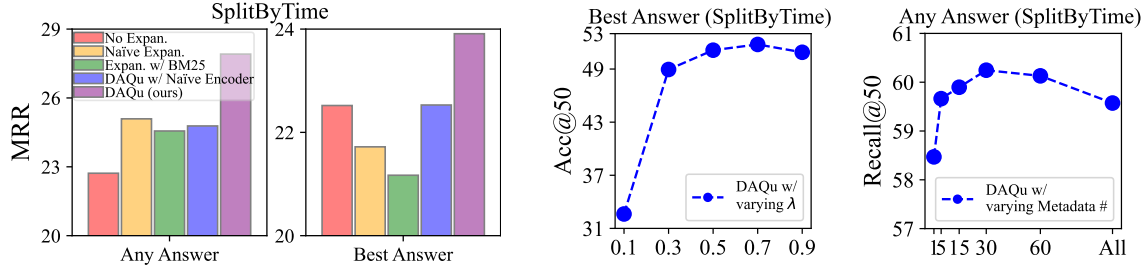 SplitByTime
MRR
29
26
23
20
No Expan.
Naïve Expan.
Expan. w/ BM25
DAQu w/ Naïve Encoder
DAQu (ours)
Any Answer
24
22
20
Best Answer
Best Answer (SplitByTime)
Acc@50
53
49
43
37
31
DAQu w/
varying λ
0.1 0.3 0.5 0.7 0.9
Any Answer (SplitByTime)
Recall@50
61
60
59
58
57
DAQu w/
varying Metadata #
1 5 15 30 60 All